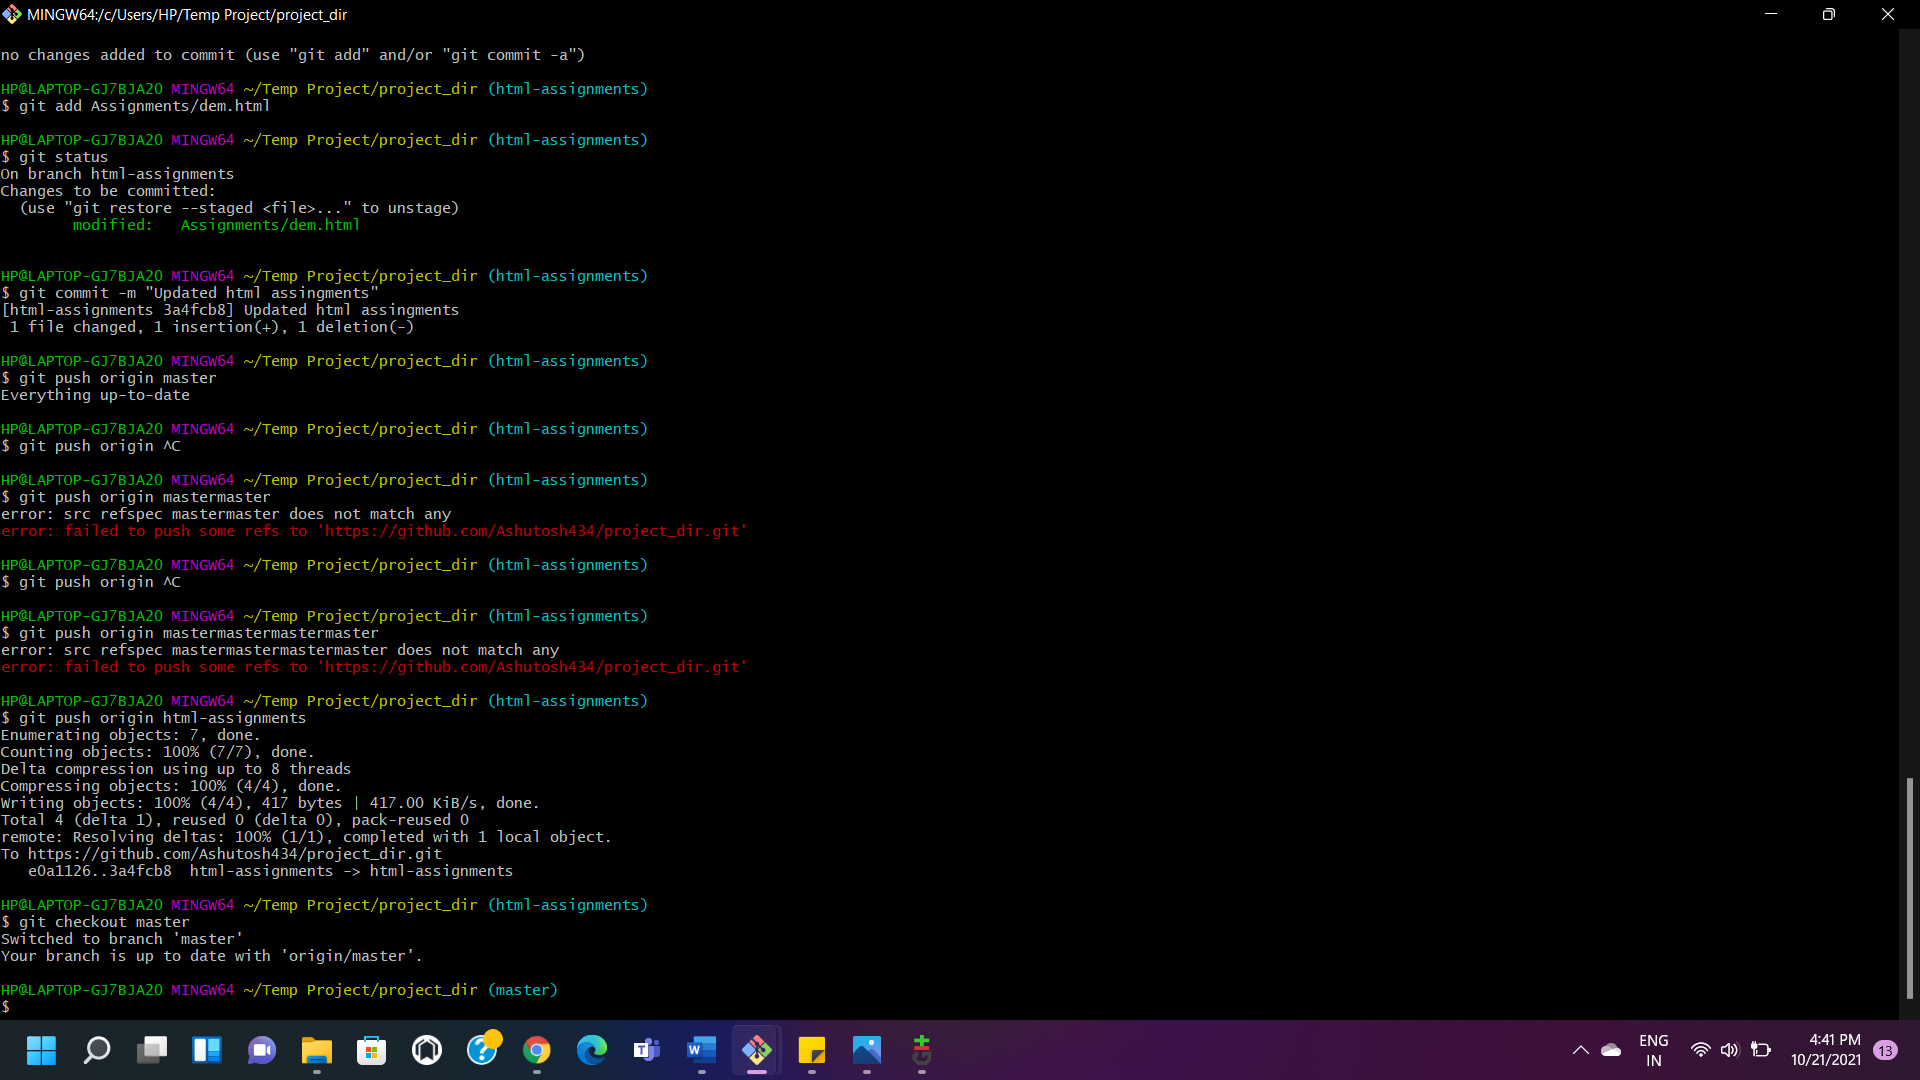 MINGW64:/c/Users/HP/Temp Project/project_dir
no changes added to commit (use "git add" and/or "git commit -a")
HP@LAPTOP-GJ7BJA2O MINGW64 ~/Temp Project/project_dir (html-assignments)
$ git add Assignments/dem.html
HP@LAPTOP-GJ7BJA2O MINGW64 ~/Temp Project/project_dir (html-assignments)
$ git status
On branch html-assignments
Changes to be committed:
  (use "git restore --staged <file>..." to unstage)
        modified:   Assignments/dem.html
HP@LAPTOP-GJ7BJA2O MINGW64 ~/Temp Project/project_dir (html-assignments)
$ git commit -m "Updated html assingments"
[html-assignments 3a4fcb8] Updated html assingments
 1 file changed, 1 insertion(+), 1 deletion(-)
HP@LAPTOP-GJ7BJA2O MINGW64 ~/Temp Project/project_dir (html-assignments)
$ git push origin master
Everything up-to-date
HP@LAPTOP-GJ7BJA2O MINGW64 ~/Temp Project/project_dir (html-assignments)
$ git push origin ^C
HP@LAPTOP-GJ7BJA2O MINGW64 ~/Temp Project/project_dir (html-assignments)
$ git push origin mastermaster
error: src refspec mastermaster does not match any
error: failed to push some refs to 'https://github.com/Ashutosh434/project_dir.git'
HP@LAPTOP-GJ7BJA2O MINGW64 ~/Temp Project/project_dir (html-assignments)
$ git push origin ^C
HP@LAPTOP-GJ7BJA2O MINGW64 ~/Temp Project/project_dir (html-assignments)
$ git push origin mastermastermastermaster
error: src refspec mastermastermastermaster does not match any
error: failed to push some refs to 'https://github.com/Ashutosh434/project_dir.git'
HP@LAPTOP-GJ7BJA2O MINGW64 ~/Temp Project/project_dir (html-assignments)
$ git push origin html-assignments
Enumerating objects: 7, done.
Counting objects: 100% (7/7), done.
Delta compression using up to 8 threads
Compressing objects: 100% (4/4), done.
Writing objects: 100% (4/4), 417 bytes | 417.00 KiB/s, done.
Total 4 (delta 1), reused 0 (delta 0), pack-reused 0
remote: Resolving deltas: 100% (1/1), completed with 1 local object.
To https://github.com/Ashutosh434/project_dir.git
   e0a1126..3a4fcb8  html-assignments -> html-assignments
HP@LAPTOP-GJ7BJA2O MINGW64 ~/Temp Project/project_dir (html-assignments)
$ git checkout master
Switched to branch 'master'
Your branch is up to date with 'origin/master'.
HP@LAPTOP-GJ7BJA2O MINGW64 ~/Temp Project/project_dir (master)
$
ENG
IN
4:41 PM
10/21/2021
13